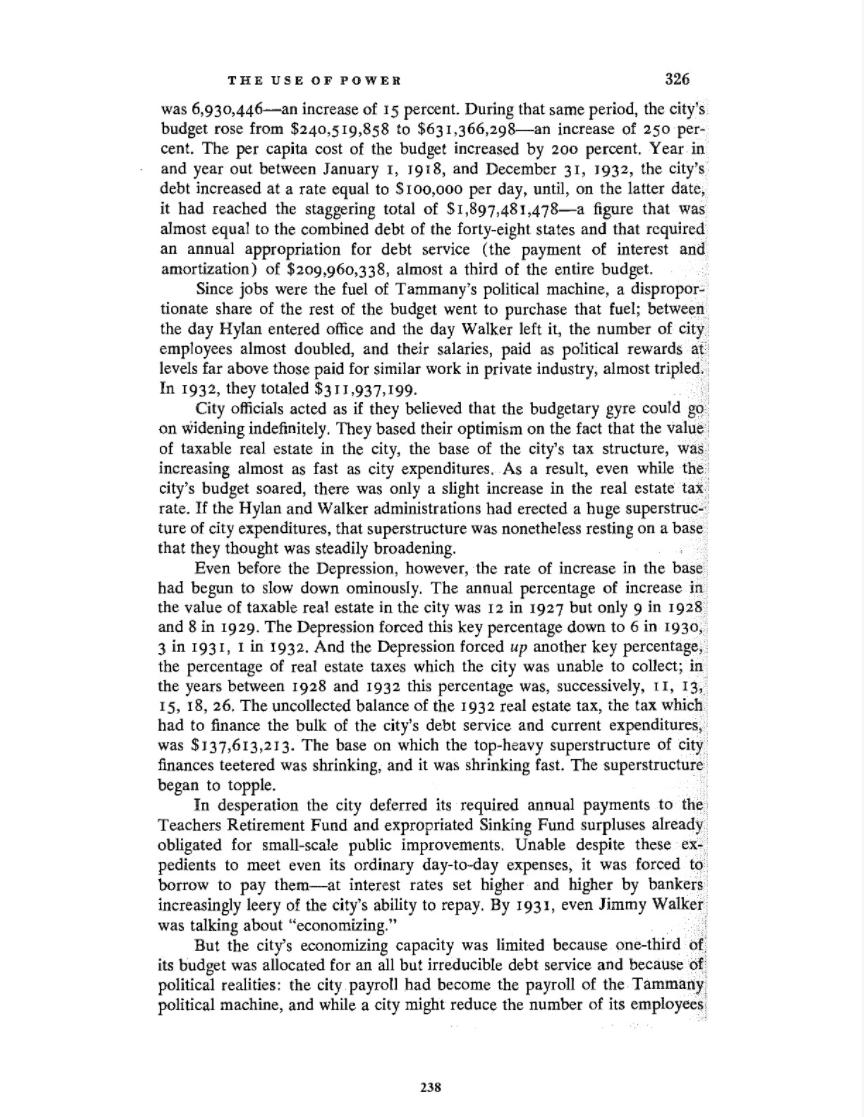 THE USE OF POWER 326
was 6,930,446—an increase of 15 percent. During that same period, the city's
budget rose from $240,519,858 to $631,366,298—an increase of 250 per-
cent. The per capita cost of the budget increased by 200 percent. Year in
and year out between January 1, 1918, and December 31, 1932, the city's
debt increased at a rate equal to $100,000 per day, until, on the latter date,
it had reached the staggering total of $1,897,481,478—a figure that was
almost equal to the combined debt of the forty-eight states and that required
an annual appropriation for debt service (the payment of interest and
amortization) of $209,960,338, almost a third of the entire budget.
Since jobs were the fuel of Tammany's political machine, a dispropor-
tionate share of the rest of the budget went to purchase that fuel; between
the day Hylan entered office and the day Walker left it, the number of city
employees almost doubled, and their salaries, paid as political rewards at
levels far above those paid for similar work in private industry, almost tripled.
In 1932, they totaled $311,937,199.
City officials acted as if they believed that the budgetary gyre could go
on widening indefinitely. They based their optimism on the fact that the value
of taxable real estate in the city, the base of the city's tax structure, was
increasing almost as fast as city expenditures. As a result, even while the
city's budget soared, there was only a slight increase in the real estate tax
rate. If the Hylan and Walker administrations had erected a huge superstruc-
ture of city expenditures, that superstructure was nonetheless resting on a base
that they thought was steadily broadening.
Even before the Depression, however, the rate of increase in the base
had begun to slow down ominously. The annual percentage of increase in
the value of taxable real estate in the city was 12 in 1927 but only 9 in 1928
and 8 in 1929. The Depression forced this key percentage down to 6 in 1930,
3 in 1931, 1 in 1932. And the Depression forced up another key percentage,
the percentage of real estate taxes which the city was unable to collect; in
the years between 1928 and 1932 this percentage was, successively, 11, 13,
15, 18, 26. The uncollected balance of the 1932 real estate tax, the tax which
had to finance the bulk of the city's debt service and current expenditures,
was $137,613,213. The base on which the top-heavy superstructure of city
finances teetered was shrinking, and it was shrinking fast. The superstructure
began to topple.
In desperation the city deferred its required annual payments to the
Teachers Retirement Fund and expropriated Sinking Fund surpluses already
obligated for small-scale public improvements. Unable despite these ex-
pedients to meet even its ordinary day-to-day expenses, it was forced to
borrow to pay them—at interest rates set higher and higher by bankers
increasingly leery of the city's ability to repay. By 1931, even Jimmy Walker
was talking about "economizing."
But the city's economizing capacity was limited because one-third of
its budget was allocated for an all but irreducible debt service and because of
political realities: the city payroll had become the payroll of the Tammany
political machine, and while a city might reduce the number of its employees
238